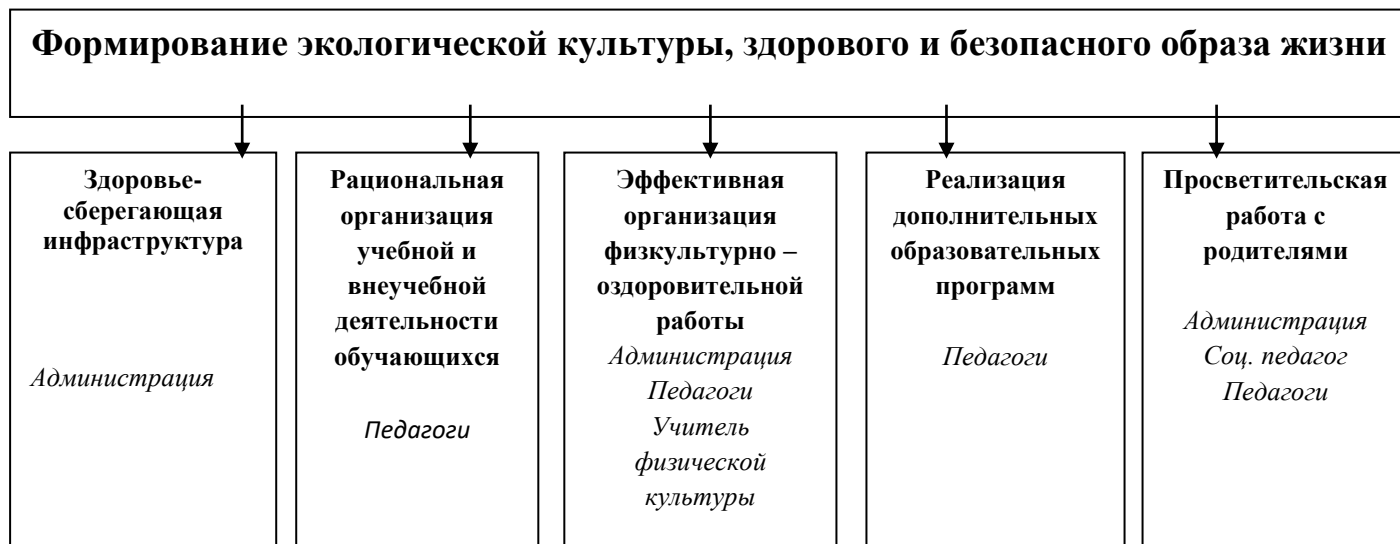 Формирование экологической культуры, здорового и безопасного образа жизни
Здоровье-
сберегающая
инфраструктура
Администрация
Рациональная
организация
учебной и
внеучебной
деятельности
обучающихся
Педагоги
Эффективная
организация
физкультурно –
оздоровительной
работы
Администрация
Педагоги
Учитель
физической
культуры
Реализация
дополнительных
образовательных
программ
Педагоги
Просветительская
работа с
родителями
Администрация
Соц. педагог
Педагоги